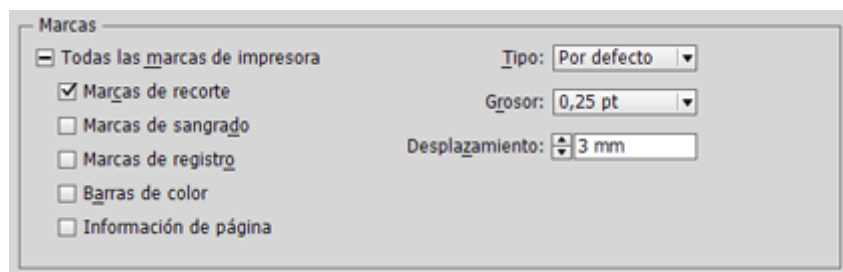 Marcas
Todas las marcas de impresora
Marcas de recorte
Marcas de sangrado
Marcas de registro
Barras de color
Información de página
Tipo: Por defecto
Grosor: 0,25 pt
Desplazamiento: 3 mm